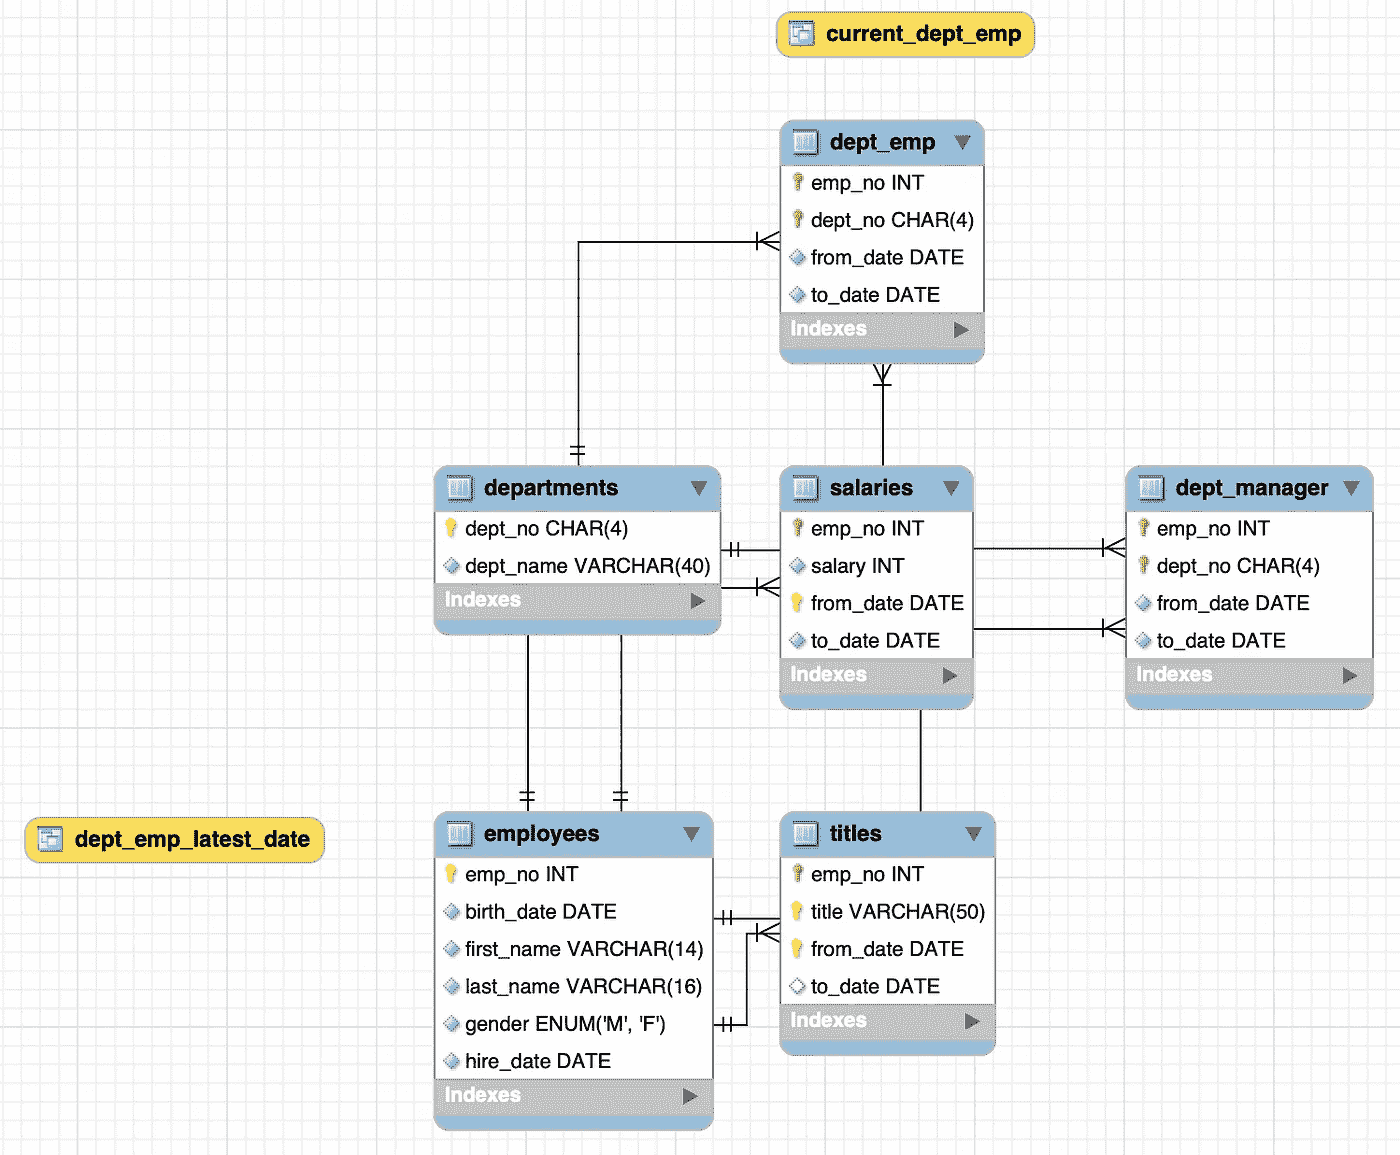 current_dept_emp
dept_emp
emp_no INT
dept_no CHAR(4)
from_date DATE
to_date DATE
Indexes
departments
dept_no CHAR(4)
dept_name VARCHAR(40)
Indexes
salaries
emp_no INT
salary INT
from_date DATE
to_date DATE
Indexes
dept_manager
emp_no INT
dept_no CHAR(4)
from_date DATE
to_date DATE
Indexes
dept_emp_latest_date
employees
emp_no INT
birth_date DATE
first_name VARCHAR(14)
last_name VARCHAR(16)
gender ENUM('M', 'F')
hire_date DATE
Indexes
titles
emp_no INT
title VARCHAR(50)
from_date DATE
to_date DATE
Indexes